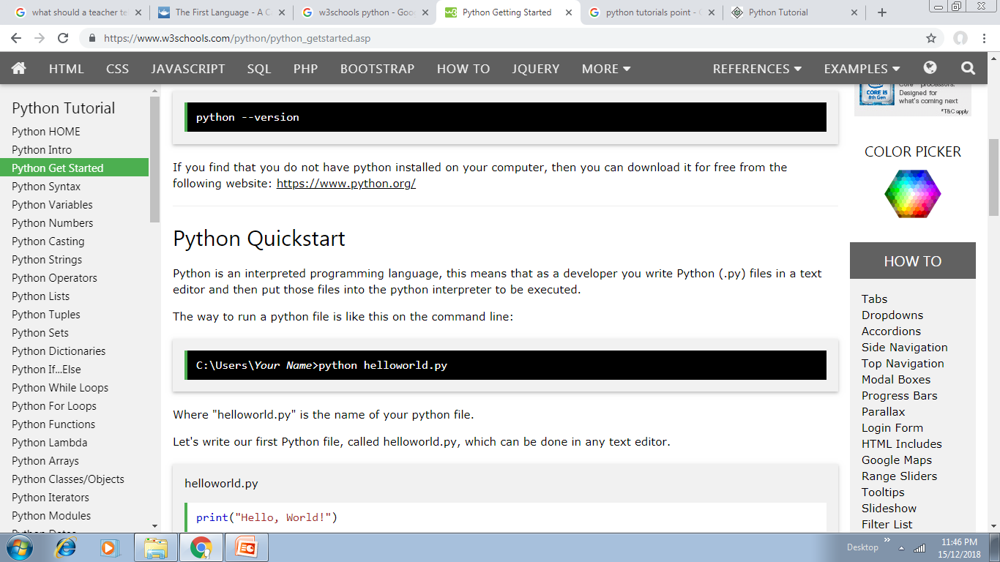 what should a teacher te
The First Language - A C
w3schools python - Goo
Python Getting Started
python tutorials point - G
Python Tutorial
https://www.w3schools.com/python/python_getstarted.asp
HTML CSS JAVASCRIPT SQL PHP BOOTSTRAP HOW TO JQUERY MORE REFERENCES EXAMPLES
Python Tutorial
Python HOME
Python Intro
Python Get Started
Python Syntax
Python Variables
Python Numbers
Python Casting
Python Strings
Python Operators
Python Lists
Python Tuples
Python Sets
Python Dictionaries
Python If...Else
Python While Loops
Python For Loops
Python Functions
Python Lambda
Python Arrays
Python Classes/Objects
Python Iterators
Python Modules
Python Dates
python --version
If you find that you do not have python installed on your computer, then you can download it for free from the
following website: https://www.python.org/
Python Quickstart
Python is an interpreted programming language, this means that as a developer you write Python (.py) files in a text
editor and then put those files into the python interpreter to be executed.
The way to run a python file is like this on the command line:
C:\Users\Your Name>python helloworld.py
Where "helloworld.py" is the name of your python file.
Let's write our first Python file, called helloworld.py, which can be done in any text editor.
helloworld.py
print("Hello, World!")
CORE i5
8th Gen
Core processors.
Designed for
what's coming next
*T&C apply
COLOR PICKER
HOW TO
Tabs
Dropdowns
Accordions
Side Navigation
Top Navigation
Modal Boxes
Progress Bars
Parallax
Login Form
HTML Includes
Google Maps
Range Sliders
Tooltips
Slideshow
Filter List
Desktop
11:46 PM
15/12/2018